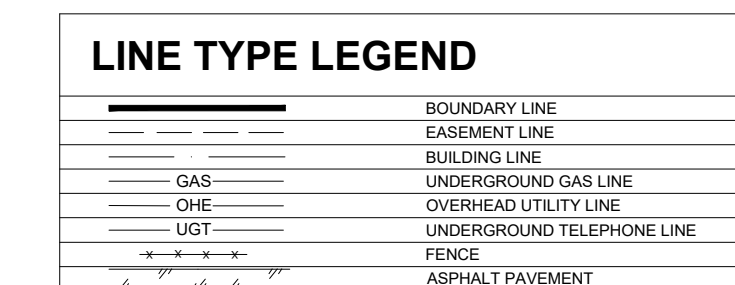 LINE TYPE LEGEND
BOUNDARY LINE
EASEMENT LINE
BUILDING LINE
GAS UNDERGROUND GAS LINE
OHE OVERHEAD UTILITY LINE
UGT UNDERGROUND TELEPHONE LINE
x x x x FENCE
ASPHALT PAVEMENT